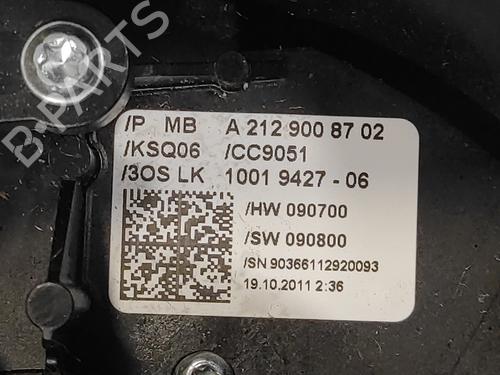 B-PARTS
/P MB A 212 900 87 02
/KSQ06 /CC9051
/3OS LK 1001 9427 - 06
/HW 090700
/SW 090800
/SN 90366112920093
19.10.2011 2:36